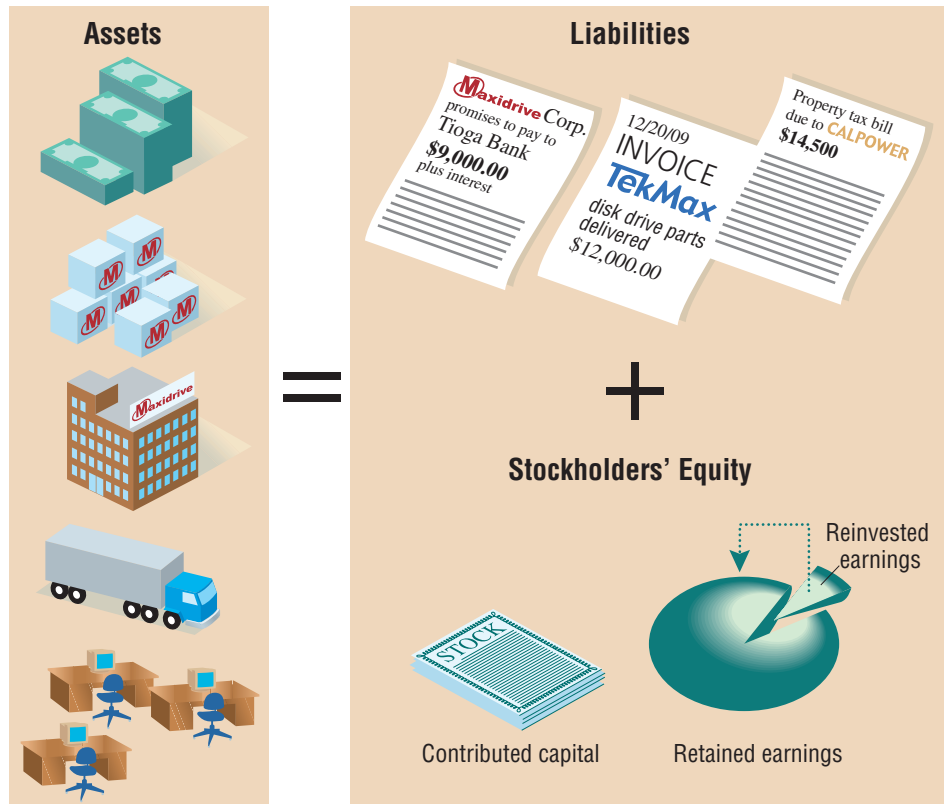 Assets
M
M
M
M
M
M
Maxidrive
=
Liabilities
Maxidrive Corp.
promises to pay to
Tioga Bank
$9,000.00
plus interest
12/20/09
INVOICE
TekMax
disk drive parts
delivered
$12,000.00
Property tax bill
due to CALPOWER
$14,500
+
Stockholders’ Equity
STOCK
Contributed capital
Reinvested
earnings
Retained earnings